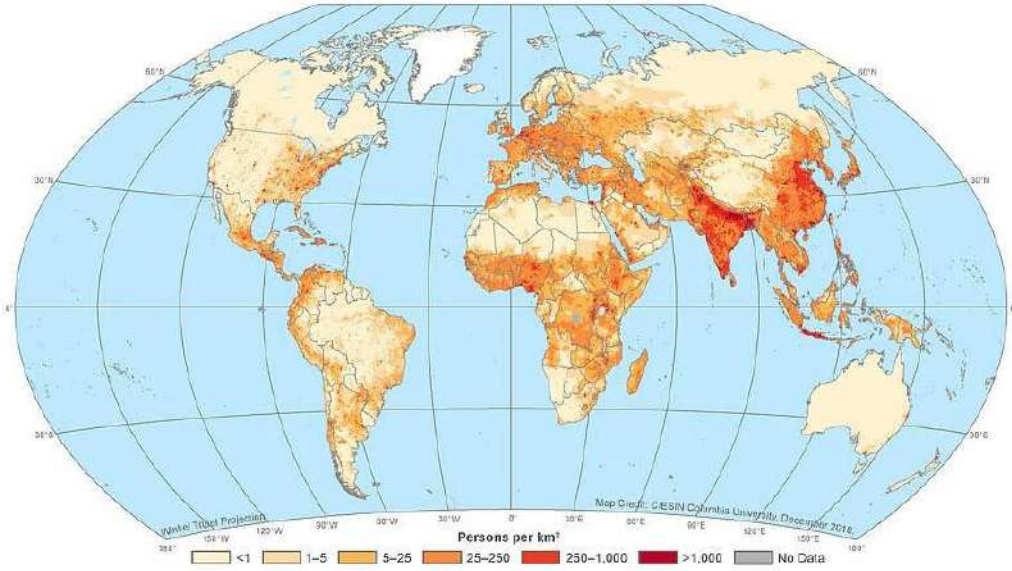 60°N 60°N
30°N 30°N
0° 0°
30°S 30°S
Winkel Tripel Projection
Map Credit: CIESIN Columbia University, December 2018.
150°W 120°W 90°W 60°W 30°W 0° 30°E 60°E 90°E 120°E 150°E 180°
Persons per km²
<1 1–5 5–25 25–250 250–1,000 >1,000 No Data